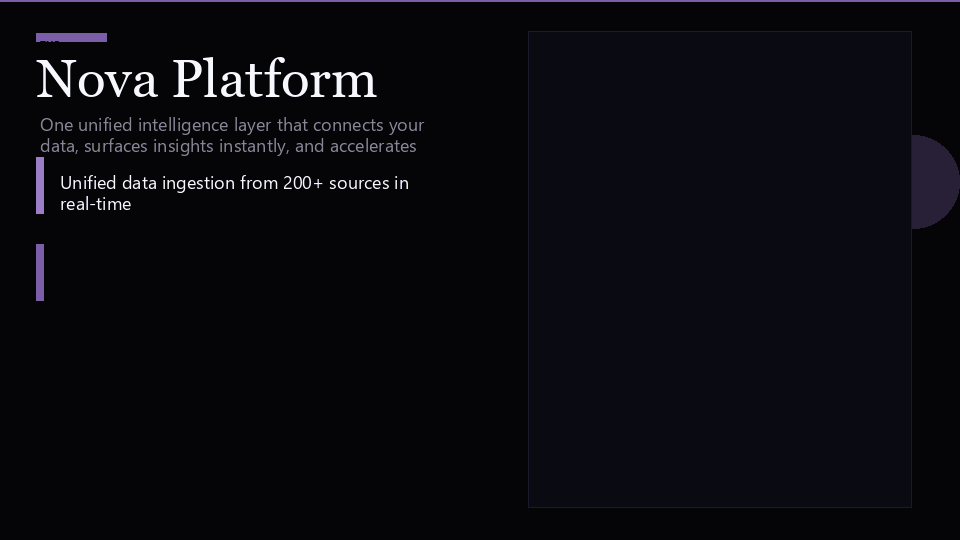 Nova Platform
One unified intelligence layer that connects your
data, surfaces insights instantly, and accelerates
Unified data ingestion from 200+ sources in
real-time